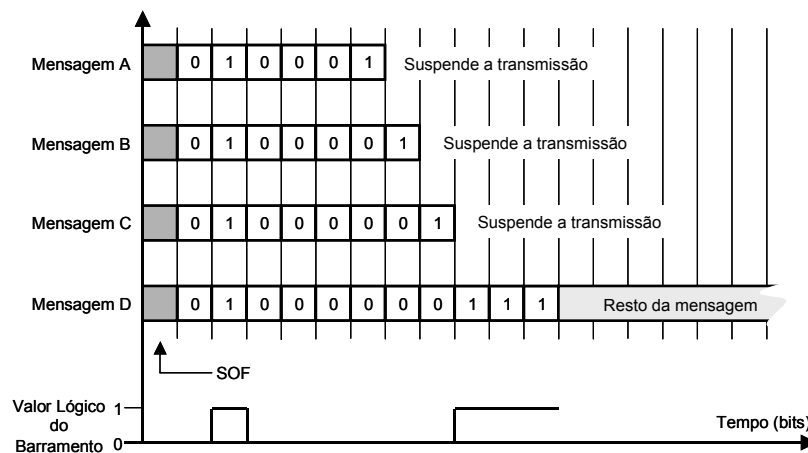 Mensagem A 0 1 0 0 0 1 Suspende a transmissão
Mensagem B 0 1 0 0 0 0 1 Suspende a transmissão
Mensagem C 0 1 0 0 0 0 0 1 Suspende a transmissão
Mensagem D 0 1 0 0 0 0 0 0 1 1 1 Resto da mensagem
SOF
Valor Lógico 1
do
Barramento 0
Tempo (bits)